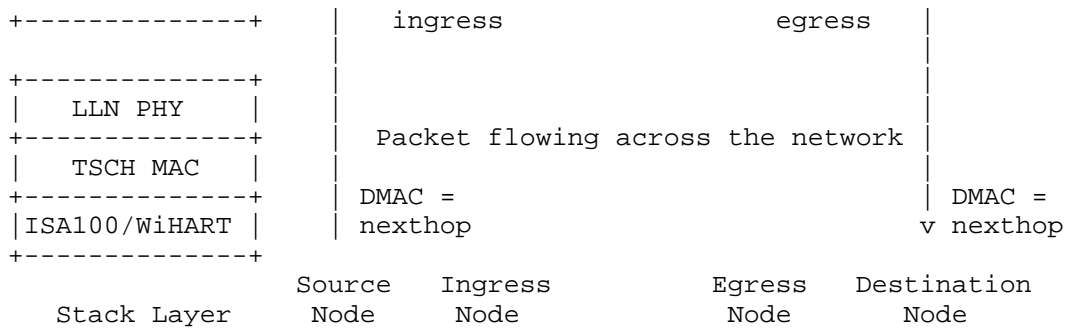 +--------------+ | ingress egress |
| |
+--------------+ | |
| LLN PHY | | |
+--------------+ | Packet flowing across the network |
| TSCH MAC | | |
+--------------+ | DMAC = | DMAC =
|ISA100/WiHART | | nexthop v nexthop
+--------------+
Source Ingress Egress Destination
Stack Layer Node Node Node Node